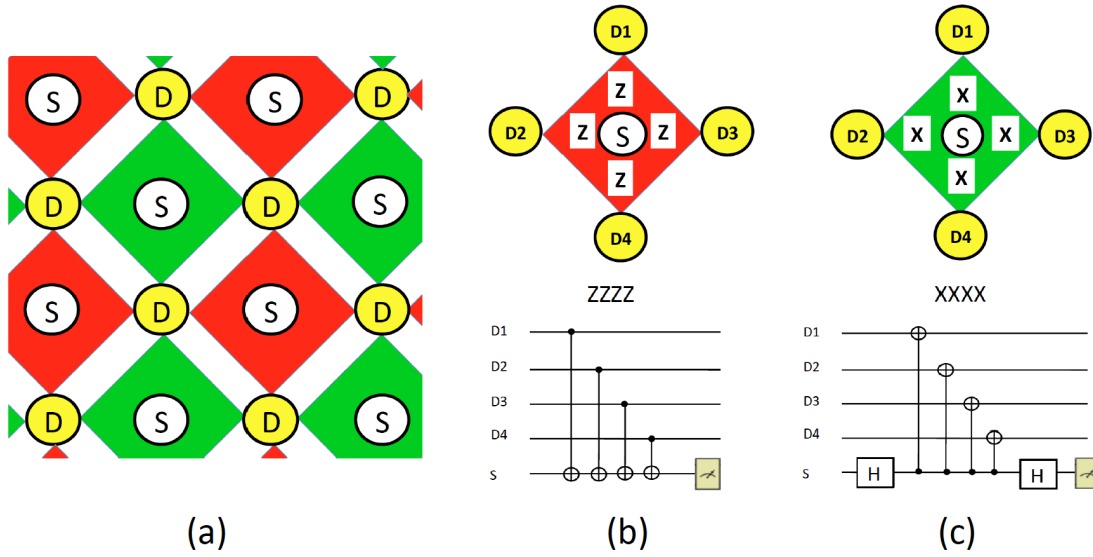 S D S D
D S D S
S D S D
D S D S
(a)
D1
Z
D2 Z S Z D3
Z
D4
ZZZZ
D1
D2
D3
D4
S
(b)
D1
X
D2 X S X D3
X
D4
XXXX
D1
D2
D3
D4
S H H
(c)